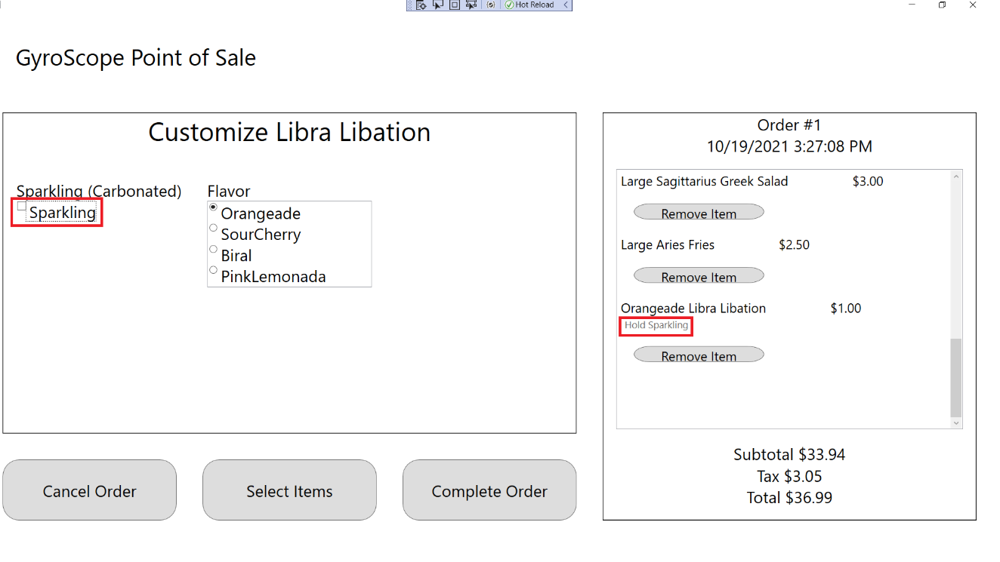 Hot Reload
GyroScope Point of Sale
Customize Libra Libation
Sparkling (Carbonated)
Sparkling
Flavor
Orangeade
SourCherry
Biral
PinkLemonada
Cancel Order
Select Items
Complete Order
Order #1
10/19/2021 3:27:08 PM
Large Sagittarius Greek Salad $3.00
Remove Item
Large Aries Fries $2.50
Remove Item
Orangeade Libra Libation $1.00
Hold Sparkling
Remove Item
Subtotal $33.94
Tax $3.05
Total $36.99